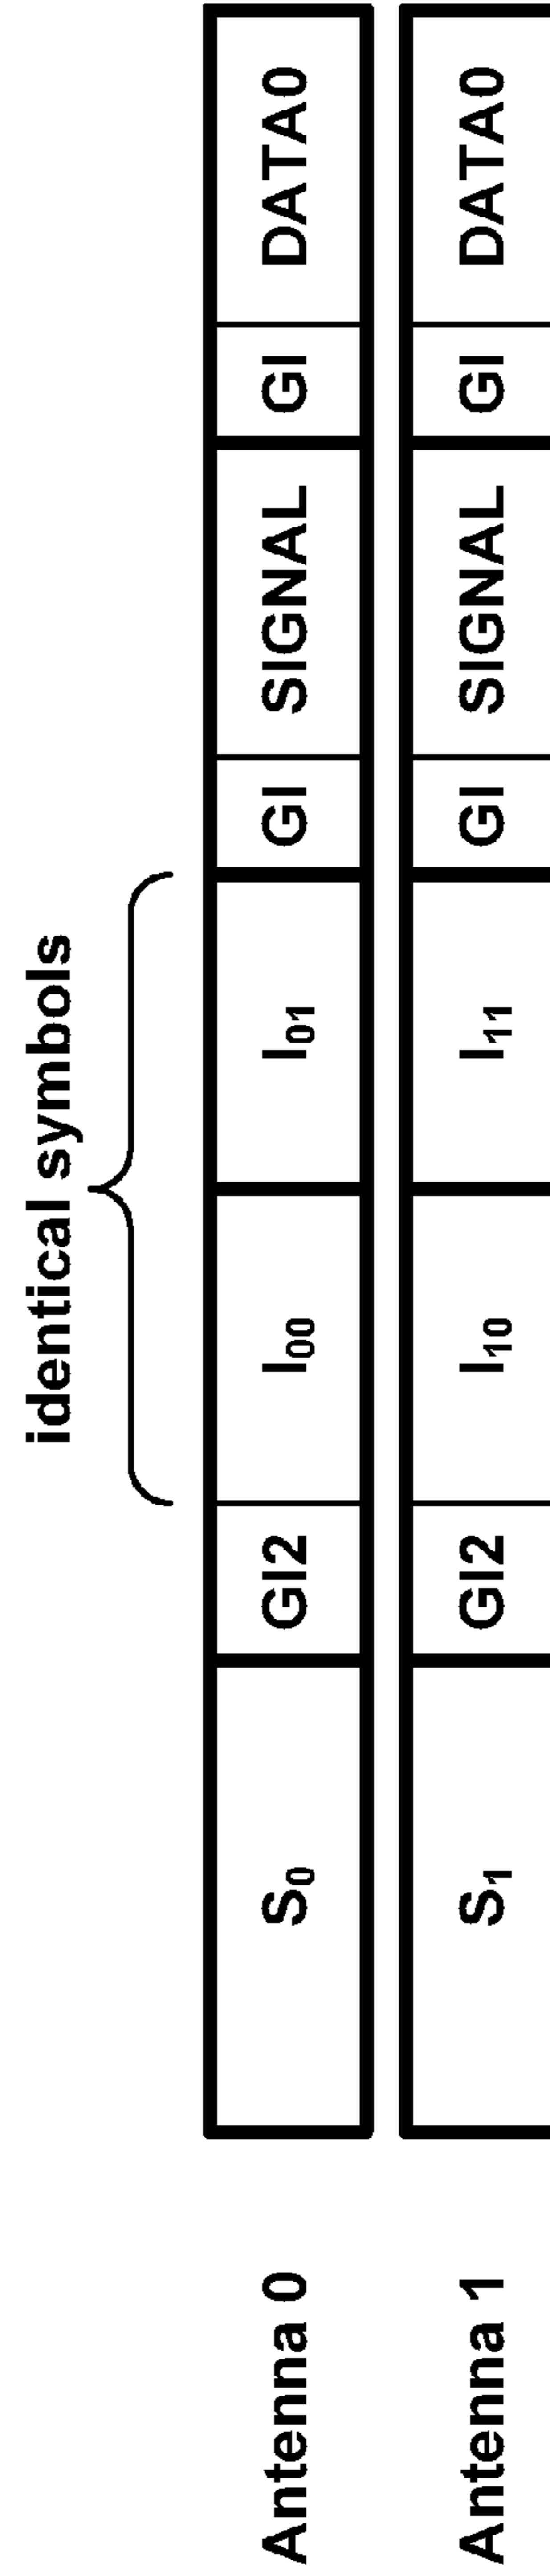 identical symbols
Antenna 0 S₀ GI2 I₀₀ I₀₁ GI SIGNAL GI DATA0
Antenna 1 S₁ GI2 I₁₀ I₁₁ GI SIGNAL GI DATA0